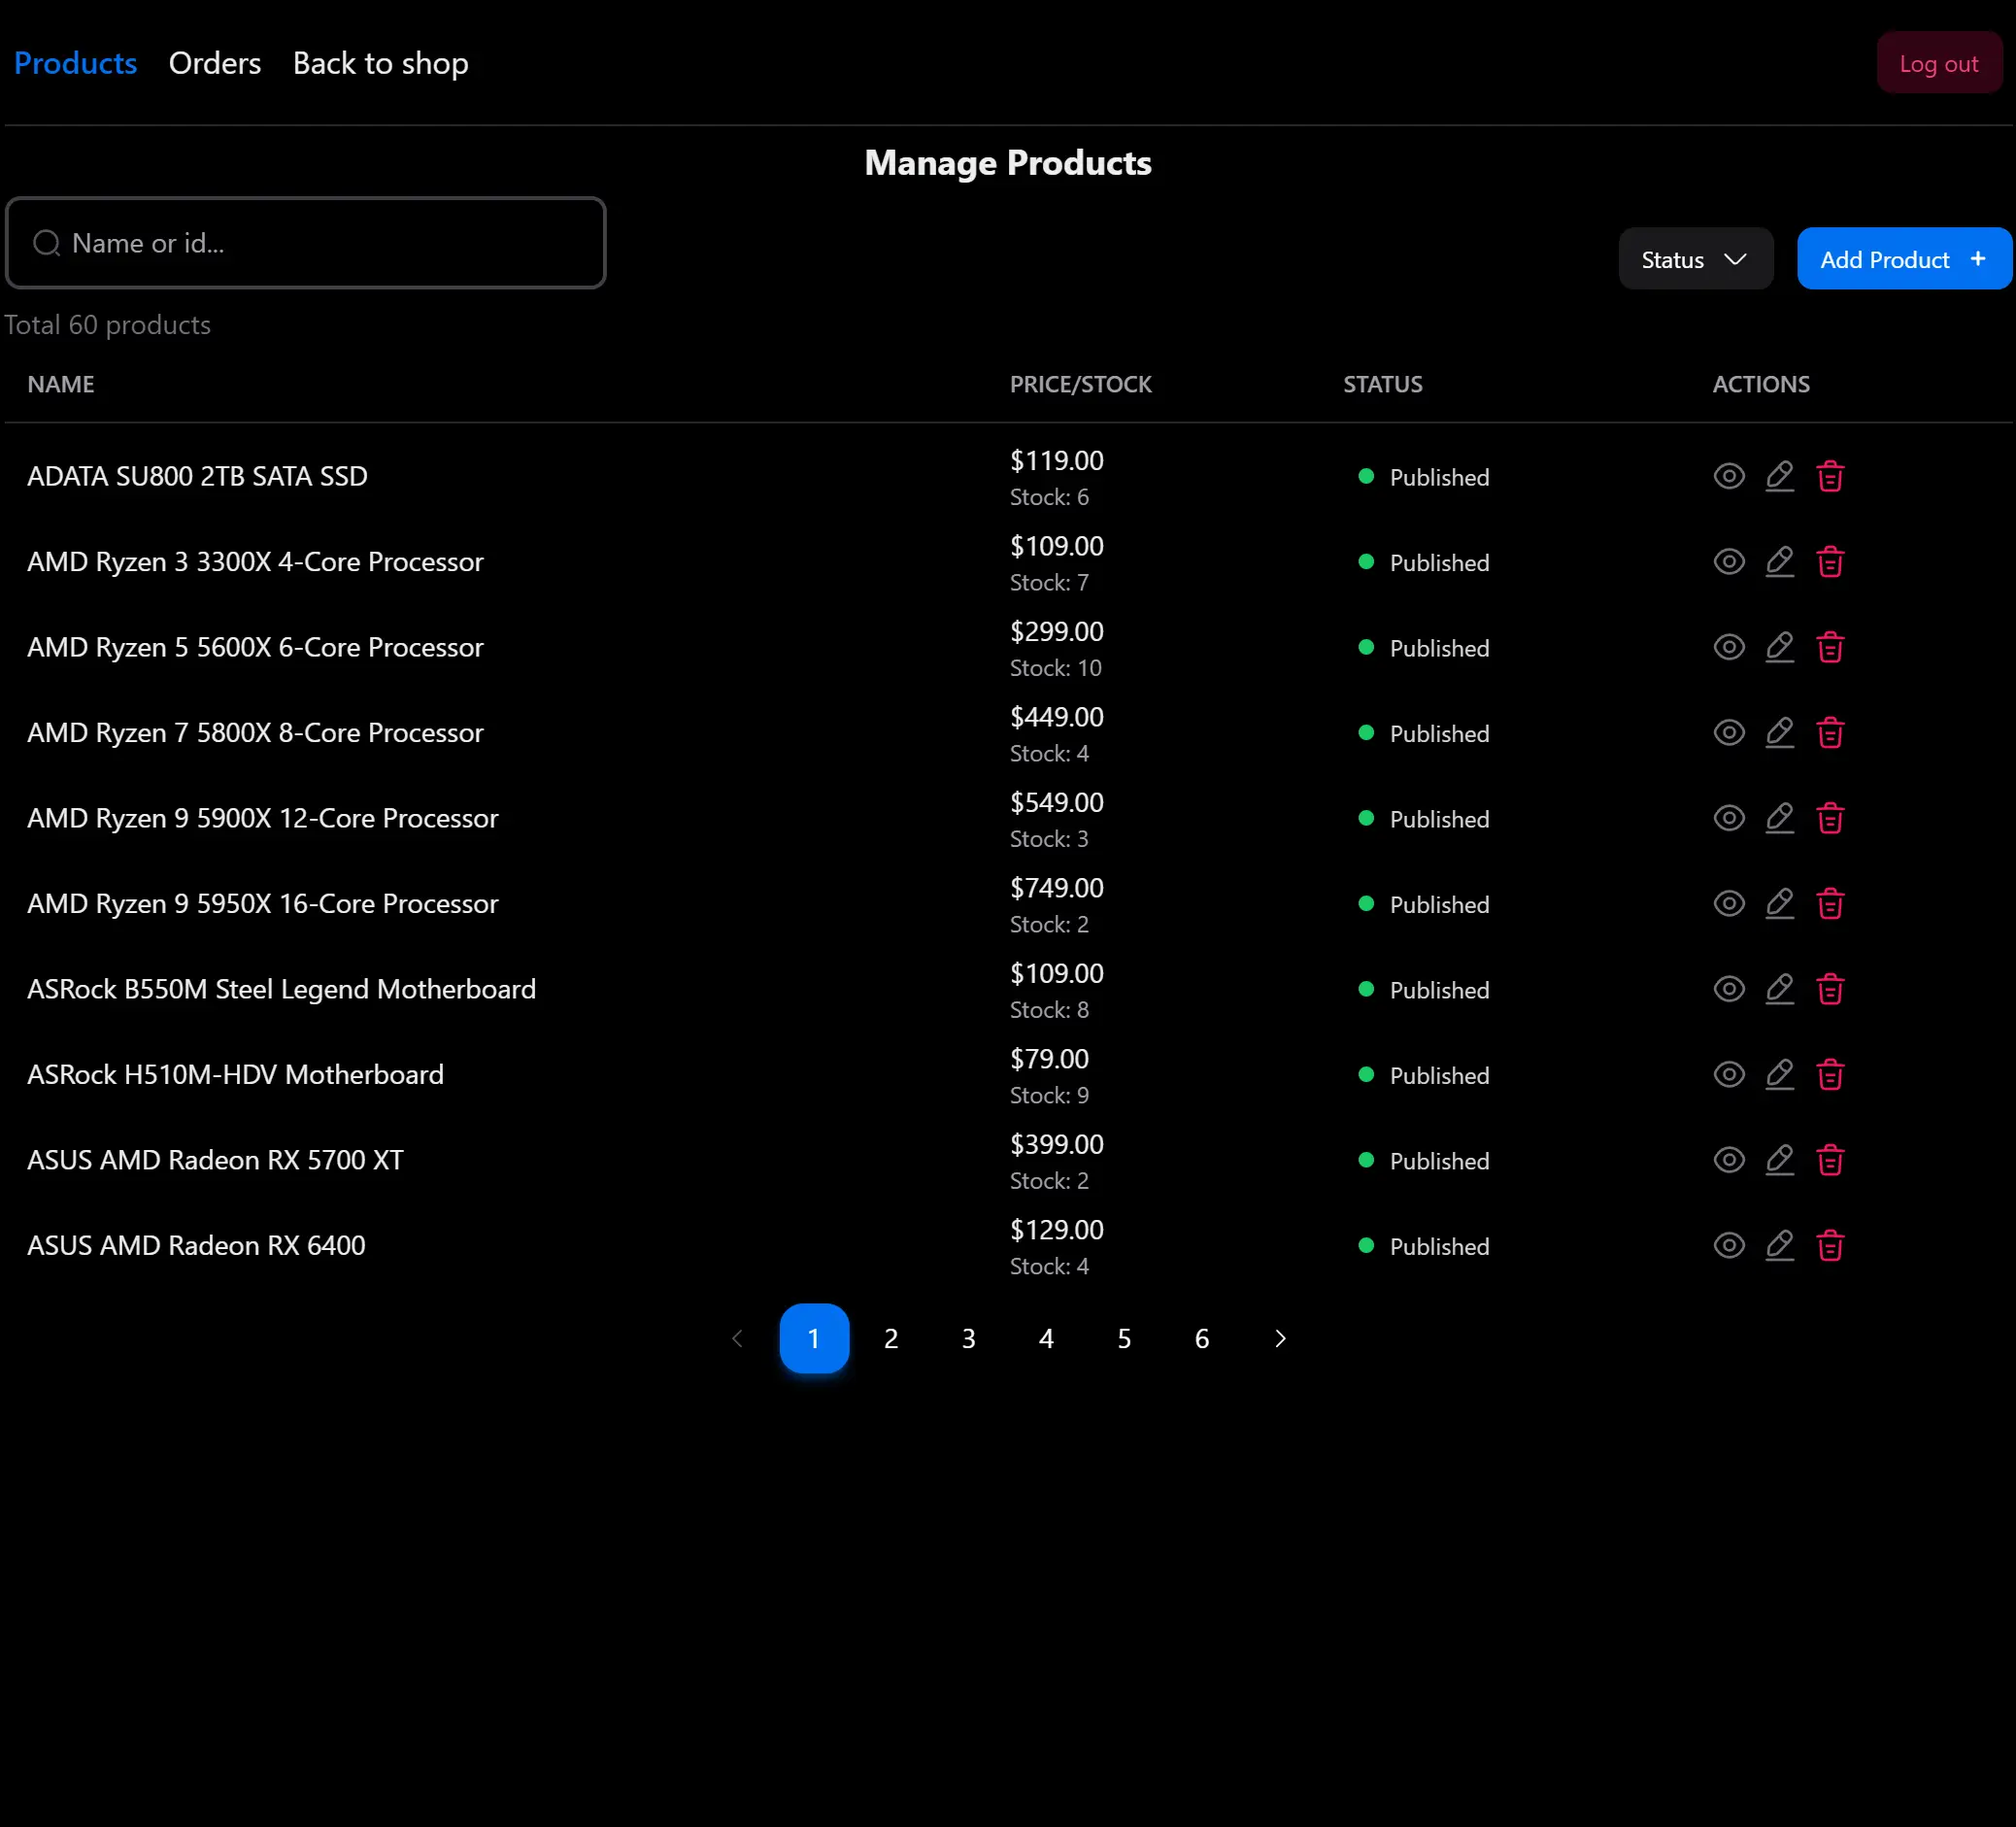 Products Orders Back to shop Log out
Manage Products
Name or id...
Status Add Product +
Total 60 products
NAME PRICE/STOCK STATUS ACTIONS
ADATA SU800 2TB SATA SSD $119.00 Published
Stock: 6
AMD Ryzen 3 3300X 4-Core Processor $109.00 Published
Stock: 7
AMD Ryzen 5 5600X 6-Core Processor $299.00 Published
Stock: 10
AMD Ryzen 7 5800X 8-Core Processor $449.00 Published
Stock: 4
AMD Ryzen 9 5900X 12-Core Processor $549.00 Published
Stock: 3
AMD Ryzen 9 5950X 16-Core Processor $749.00 Published
Stock: 2
ASRock B550M Steel Legend Motherboard $109.00 Published
Stock: 8
ASRock H510M-HDV Motherboard $79.00 Published
Stock: 9
ASUS AMD Radeon RX 5700 XT $399.00 Published
Stock: 2
ASUS AMD Radeon RX 6400 $129.00 Published
Stock: 4
1 2 3 4 5 6